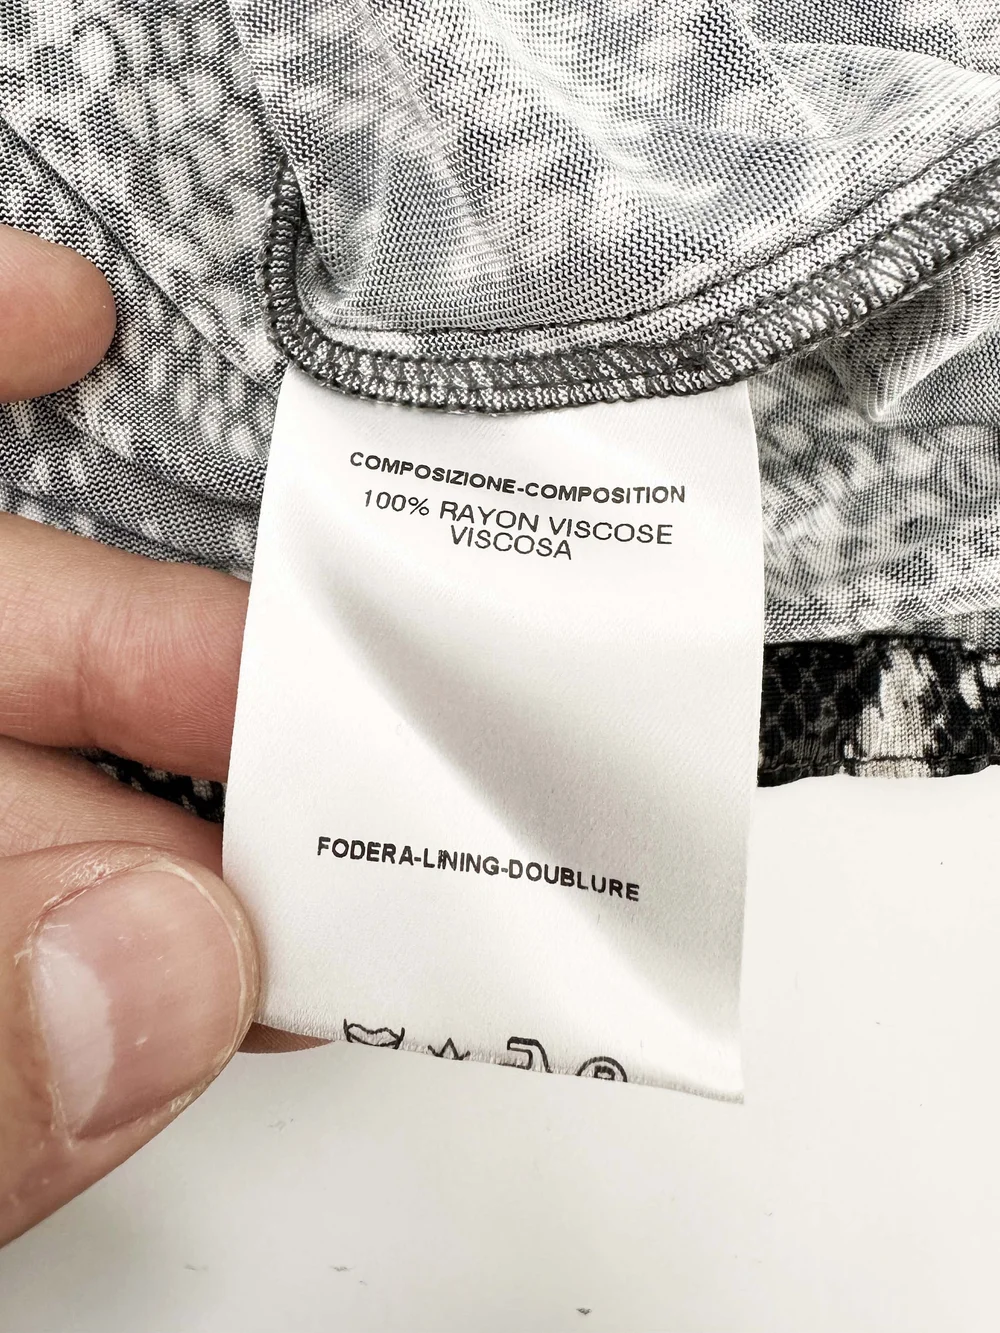 COMPOSIZIONE-COMPOSITION
100% RAYON VISCOSE
VISCOSA
FODERA-LINING-DOUBLURE